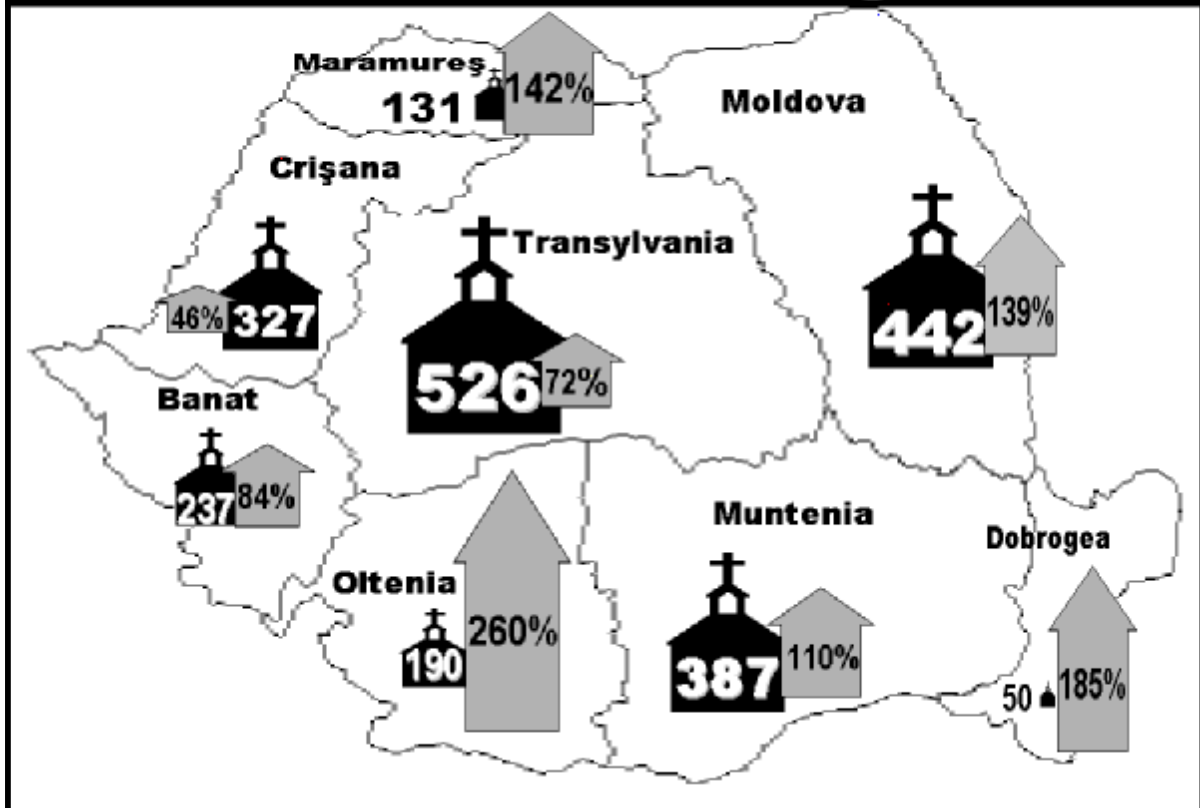 Maramureş
131
142%
Moldova
Crişana
Transylvania
46%
327
526
72%
442
139%
Banat
237
84%
Oltenia
190
260%
Muntenia
387
110%
Dobrogea
50
185%